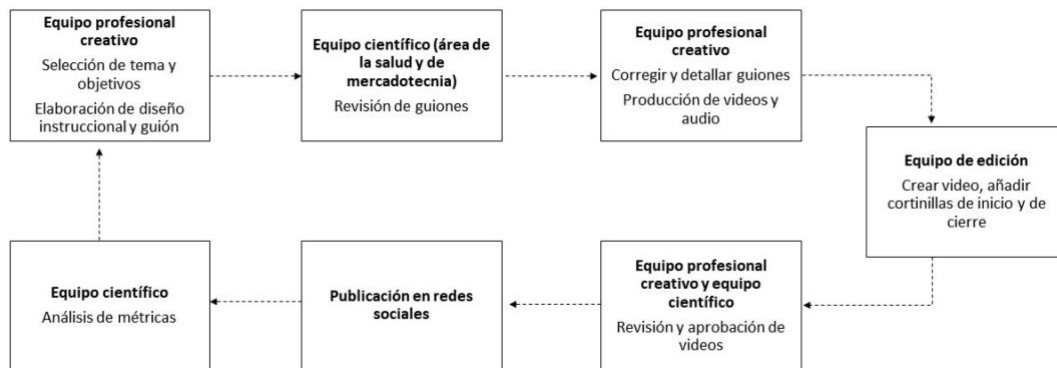 Equipo profesional
creativo
Selección de tema y
objetivos
Elaboración de diseño
instruccional y guión
Equipo científico (área de
la salud y de
mercadotecnia)
Revisión de guiones
Equipo profesional
creativo
Corregir y detallar guiones
Producción de videos y
audio
Equipo de edición
Crear video, añadir
cortinillas de inicio y de
cierre
Equipo profesional
creativo y equipo
científico
Revisión y aprobación de
videos
Publicación en redes
sociales
Equipo científico
Análisis de métricas